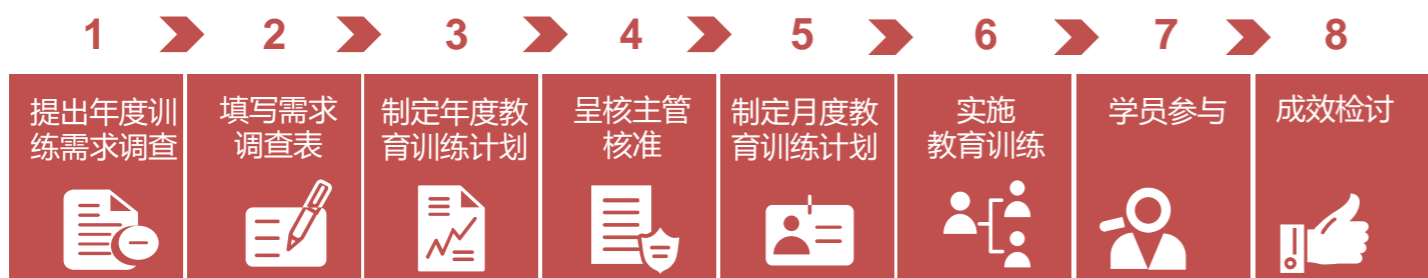 1 2 3 4 5 6 7 8
提出年度训
练需求调查
填写需求
调查表
制定年度教
育训练计划
呈核主管
核准
制定月度教
育训练计划
实施
教育训练
学员参与
成效检讨